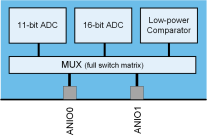 11-bit ADC
16-bit ADC
Low-power
Comparator
MUX (full switch matrix)
ANIO0
ANIO1